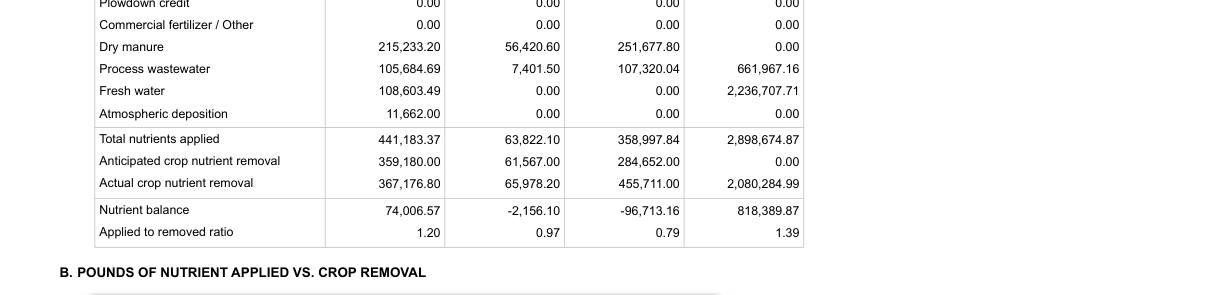 Plowdown credit 0.00 0.00 0.00 0.00
Commercial fertilizer / Other 0.00 0.00 0.00 0.00
Dry manure 215,233.20 56,420.60 251,677.80 0.00
Process wastewater 105,684.69 7,401.50 107,320.04 661,967.16
Fresh water 108,603.49 0.00 0.00 2,236,707.71
Atmospheric deposition 11,662.00 0.00 0.00 0.00
Total nutrients applied 441,183.37 63,822.10 358,997.84 2,898,674.87
Anticipated crop nutrient removal 359,180.00 61,567.00 284,652.00 0.00
Actual crop nutrient removal 367,176.80 65,978.20 455,711.00 2,080,284.99
Nutrient balance 74,006.57 -2,156.10 -96,713.16 818,389.87
Applied to removed ratio 1.20 0.97 0.79 1.39
B. POUNDS OF NUTRIENT APPLIED VS. CROP REMOVAL